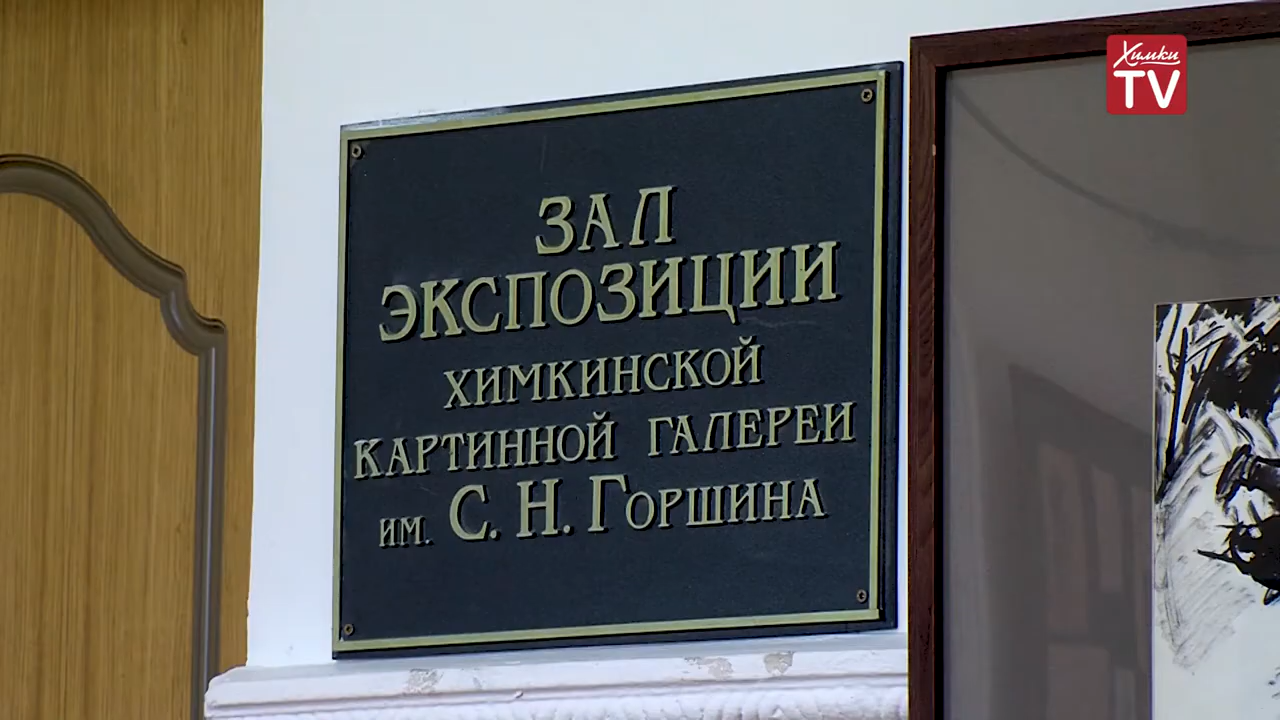 Химки
TV
ЗАЛ
ЭКСПОЗИЦИИ
ХИМКИНСКОЙ
КАРТИННОЙ ГАЛЕРЕИ
ИМ. С. Н. ГОРШИНА